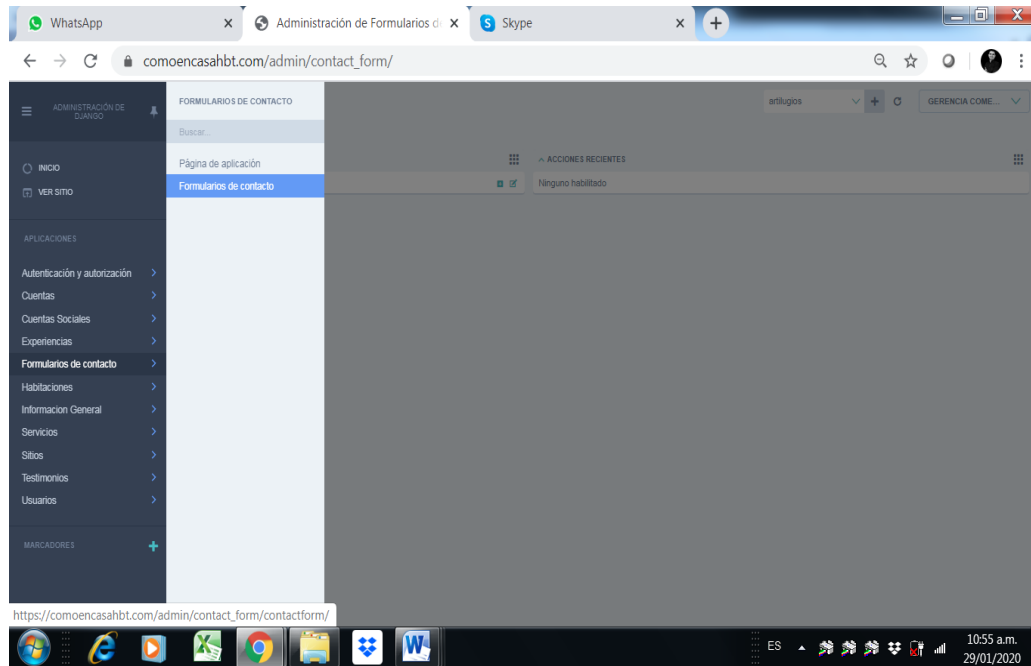 WhatsApp
Administración de Formularios d
Skype
comoencasahbt.com/admin/contact_form/
ADMINISTRACIÓN DE
DJANGO
FORMULARIOS DE CONTACTO
artilugios
GERENCIA COME...
Buscar...
INICIO
Página de aplicación
ACCIONES RECIENTES
VER SITIO
Formularios de contacto
Ninguno habilitado
APLICACIONES
Autenticación y autorización
Cuentas
Cuentas Sociales
Experiencias
Formularios de contacto
Habitaciones
Informacion General
Servicios
Sitios
Testimonios
Usuarios
MARCADORES
https://comoencasahbt.com/admin/contact_form/contactform/
ES
10:55 a.m.
29/01/2020